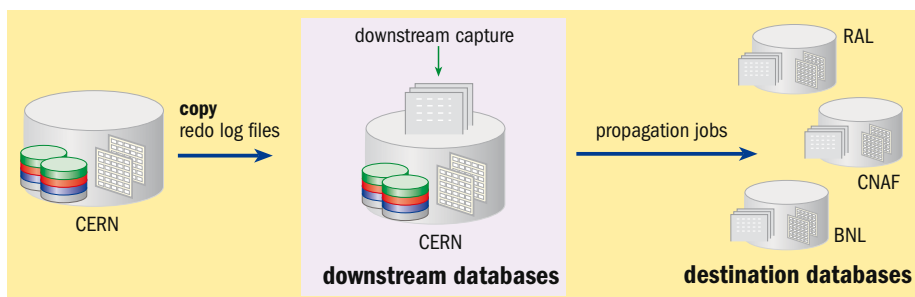 copy
redo log files
CERN
downstream capture
CERN
downstream databases
propagation jobs
RAL
CNAF
BNL
destination databases